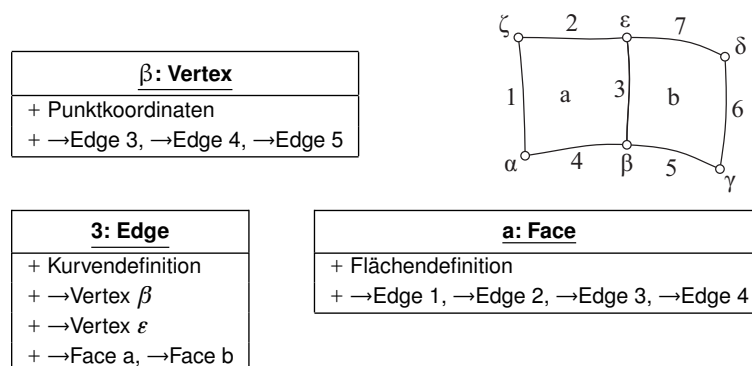 β: Vertex
+ Punktkoordinaten
+ →Edge 3, →Edge 4, →Edge 5
ζ 2 ε 7 δ
1 a 3 b 6
α 4 β 5 γ
3: Edge
+ Kurvendefinition
+ →Vertex β
+ →Vertex ε
+ →Face a, →Face b
a: Face
+ Flächendefinition
+ →Edge 1, →Edge 2, →Edge 3, →Edge 4